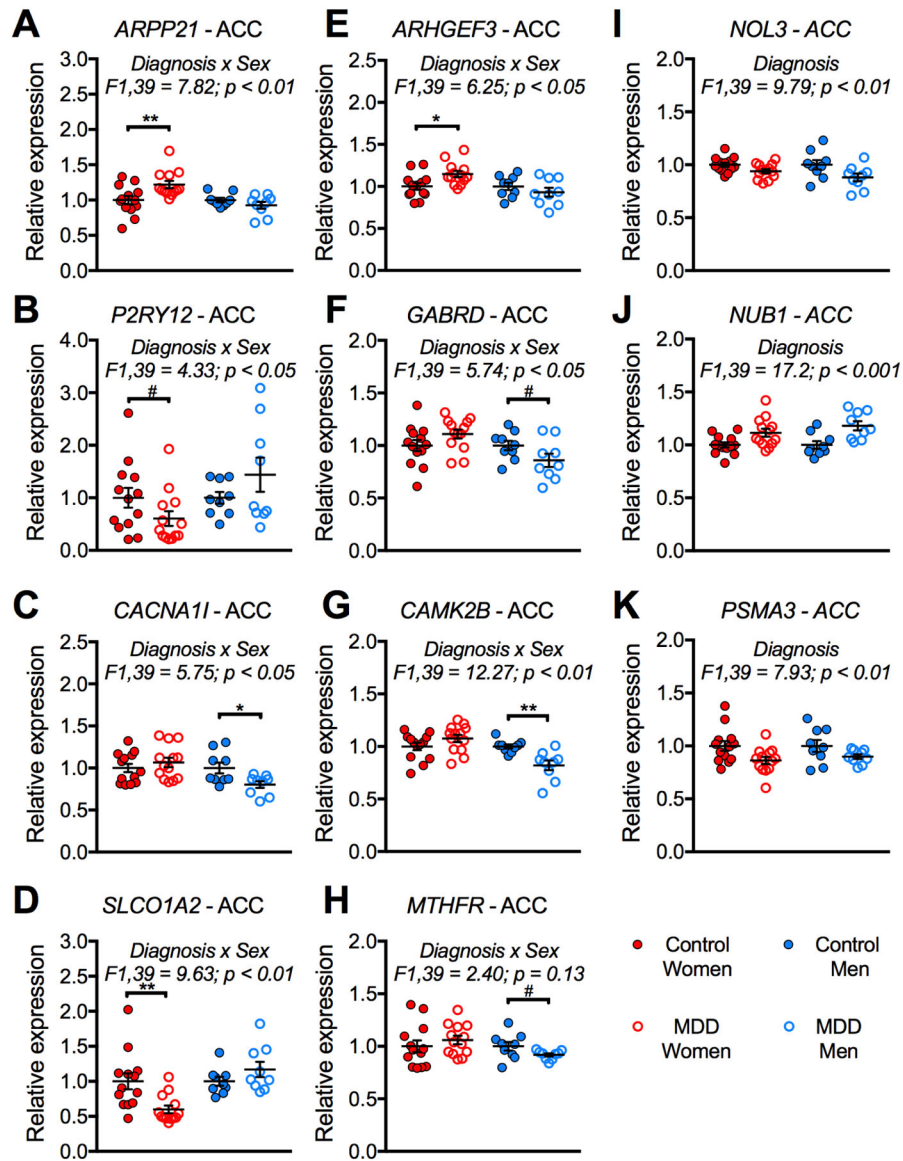 A
ARPP21 - ACC
Diagnosis x Sex
F1,39 = 7.82; p < 0.01
**
Relative expression
3.0
2.5
2.0
1.5
1.0
0.5
0.0
B
P2RY12 - ACC
Diagnosis x Sex
F1,39 = 4.33; p < 0.05
#
Relative expression
4.0
3.0
2.0
1.0
0.0
C
CACNA1I - ACC
Diagnosis x Sex
F1,39 = 5.75; p < 0.05
*
Relative expression
2.5
2.0
1.5
1.0
0.5
0.0
D
SLCO1A2 - ACC
Diagnosis x Sex
F1,39 = 9.63; p < 0.01
**
Relative expression
3.0
2.5
2.0
1.5
1.0
0.5
0.0
E
ARHGEF3 - ACC
Diagnosis x Sex
F1,39 = 6.25; p < 0.05
*
Relative expression
2.5
2.0
1.5
1.0
0.5
0.0
F
GABRD - ACC
Diagnosis x Sex
F1,39 = 5.74; p < 0.05
#
Relative expression
2.0
1.5
1.0
0.5
0.0
G
CAMK2B - ACC
Diagnosis x Sex
F1,39 = 12.27; p < 0.01
**
Relative expression
2.0
1.5
1.0
0.5
0.0
H
MTHFR - ACC
Diagnosis x Sex
F1,39 = 2.40; p = 0.13
#
Relative expression
2.0
1.5
1.0
0.5
0.0
I
NOL3 - ACC
Diagnosis
F1,39 = 9.79; p < 0.01
Relative expression
2.0
1.5
1.0
0.5
0.0
J
NUB1 - ACC
Diagnosis
F1,39 = 17.2; p < 0.001
Relative expression
2.0
1.5
1.0
0.5
0.0
K
PSMA3 - ACC
Diagnosis
F1,39 = 7.93; p < 0.01
Relative expression
2.0
1.5
1.0
0.5
0.0
Control
Women
Control
Men
MDD
Women
MDD
Men